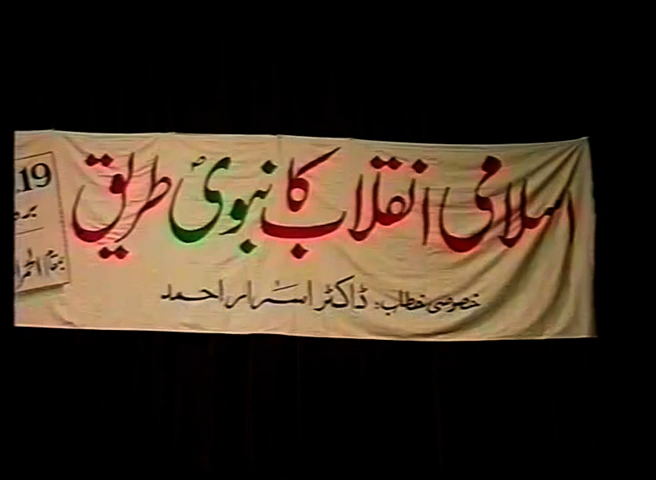 اسلامی انقلاب کا نبویؐ طریق
خصوصی خطاب: ڈاکٹر اسرار احمد
19